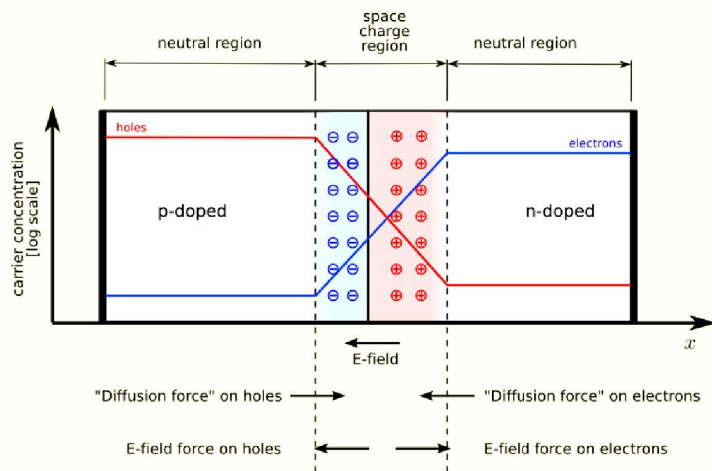 space
neutral region
charge
neutral region
region
holes
electrons
carrier concentration
[log scale]
p-doped
n-doped
E-field
x
"Diffusion force" on holes
"Diffusion force" on electrons
E-field force on holes
E-field force on electrons